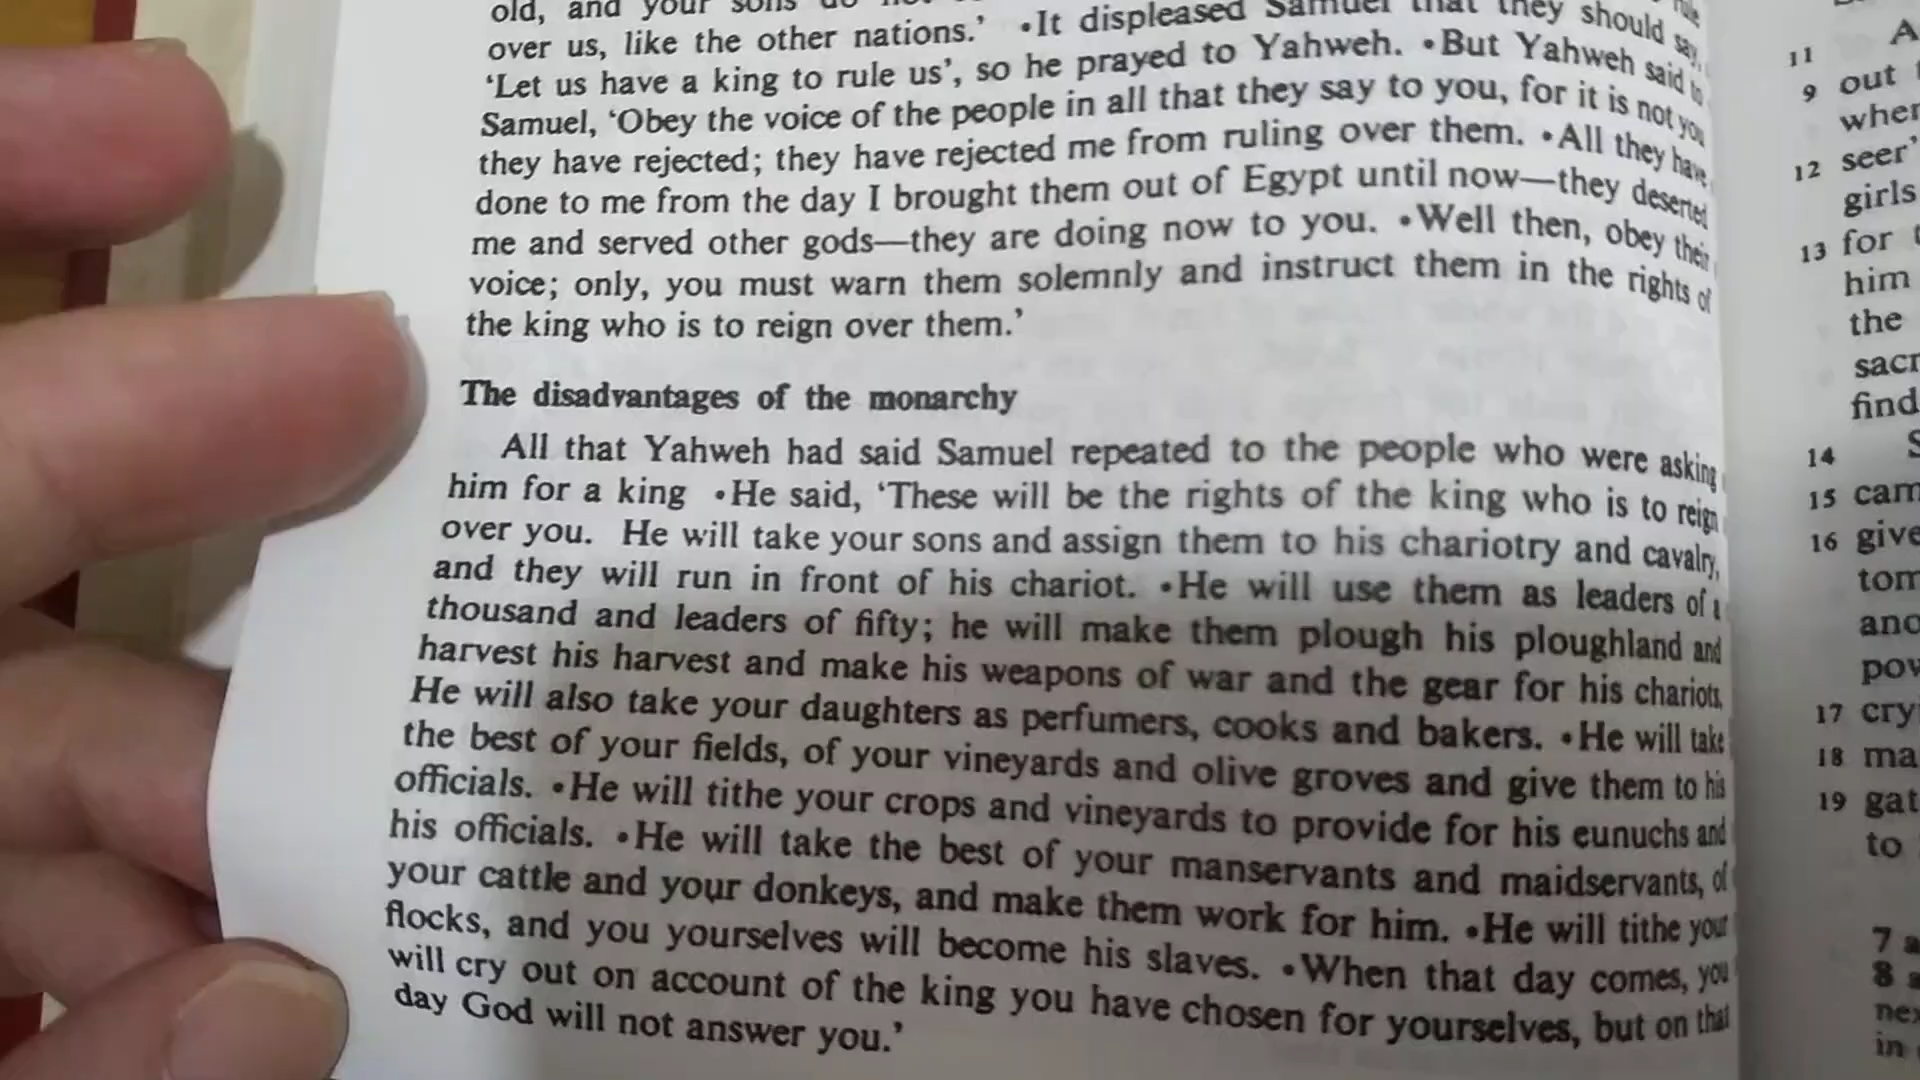 old, and your sons do
over us, like the other nations.’ •It displeased Samuel that they should say,
‘Let us have a king to rule us’, so he prayed to Yahweh. •But Yahweh said to
Samuel, ‘Obey the voice of the people in all that they say to you, for it is not you
they have rejected; they have rejected me from ruling over them. •All they have
done to me from the day I brought them out of Egypt until now—they deserted
me and served other gods—they are doing now to you. •Well then, obey their
voice; only, you must warn them solemnly and instruct them in the rights of
the king who is to reign over them.’
The disadvantages of the monarchy
All that Yahweh had said Samuel repeated to the people who were asking
him for a king •He said, ‘These will be the rights of the king who is to reign
over you. He will take your sons and assign them to his chariotry and cavalry,
and they will run in front of his chariot. •He will use them as leaders of a
thousand and leaders of fifty; he will make them plough his ploughland and
harvest his harvest and make his weapons of war and the gear for his chariots.
He will also take your daughters as perfumers, cooks and bakers. •He will take
the best of your fields, of your vineyards and olive groves and give them to his
officials. •He will tithe your crops and vineyards to provide for his eunuchs and
his officials. •He will take the best of your manservants and maidservants, of
your cattle and your donkeys, and make them work for him. •He will tithe your
flocks, and you yourselves will become his slaves. •When that day comes, you
will cry out on account of the king you have chosen for yourselves, but on that
day God will not answer you.’
11
9 out
12 seer’
girls
13 for
him
the
find
14
15
16 give
17 cry
18
19
to
7
8
in